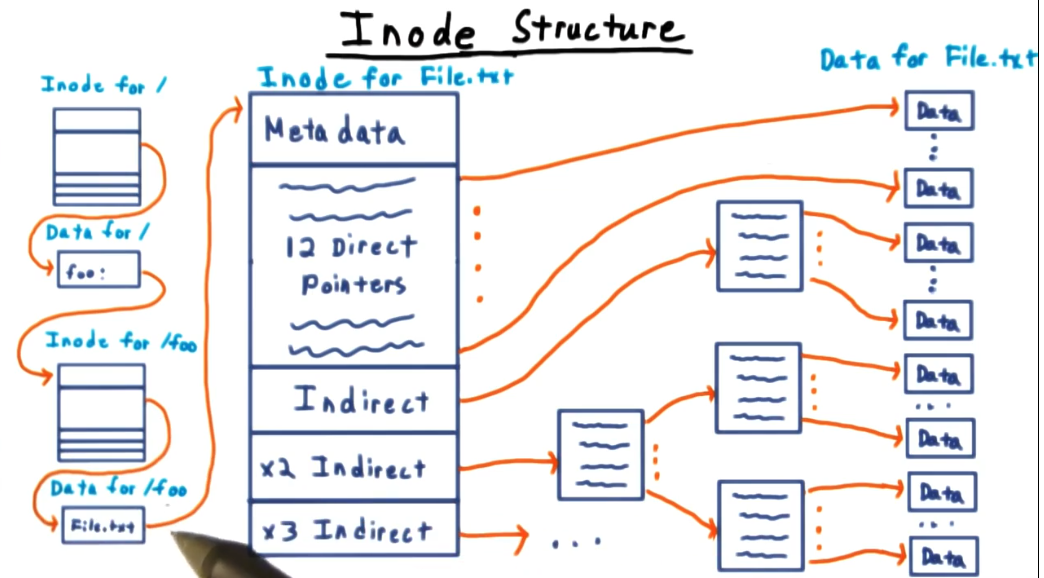 Inode Structure
Inode for /
Data for /
foo:
Inode for /foo
Data for /foo
File.txt
Inode for File.txt
Meta data
12 Direct
Pointers
Indirect
x2 Indirect
x3 Indirect
...
Data for File.txt
Data
Data
Data
Data
Data
Data
Data
Data